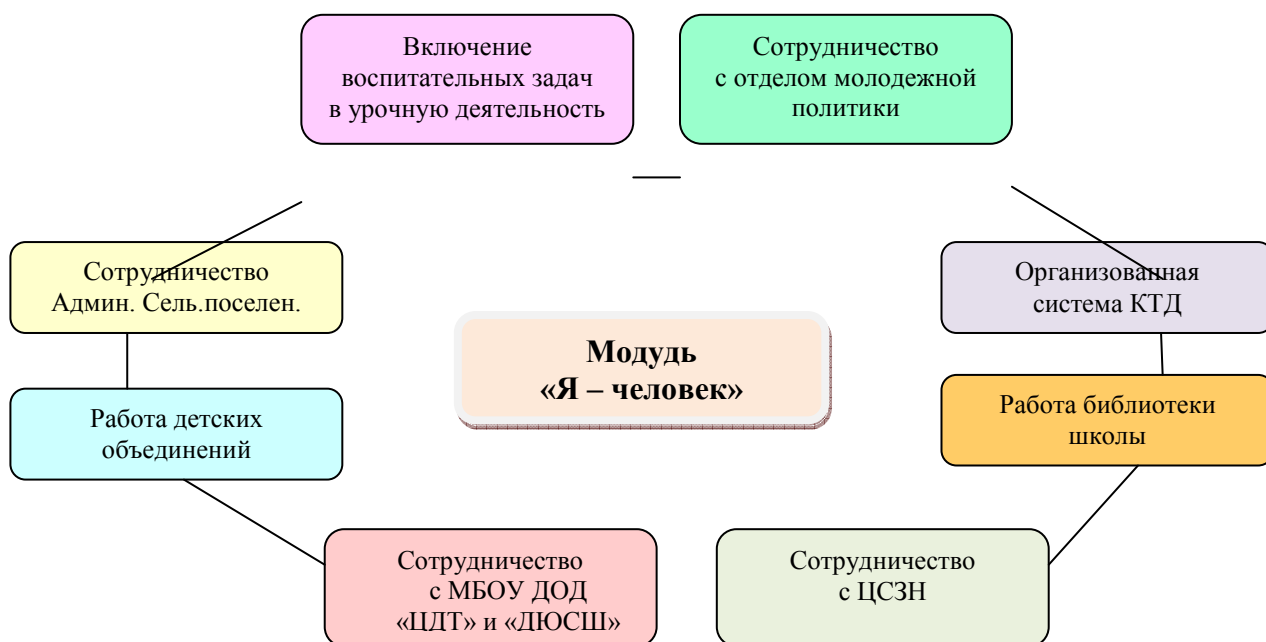 Включение
воспитательных задач
в урочную деятельность
Сотрудничество
с отделом молодежной
политики
Сотрудничество
Админ. Сель.поселен.
Организованная
система КТД
Модудь
«Я – человек»
Работа детских
объединений
Работа библиотеки
школы
Сотрудничество
с МБОУ ДОД
«ЦДТ» и «ДЮСШ»
Сотрудничество
с ЦСЗН